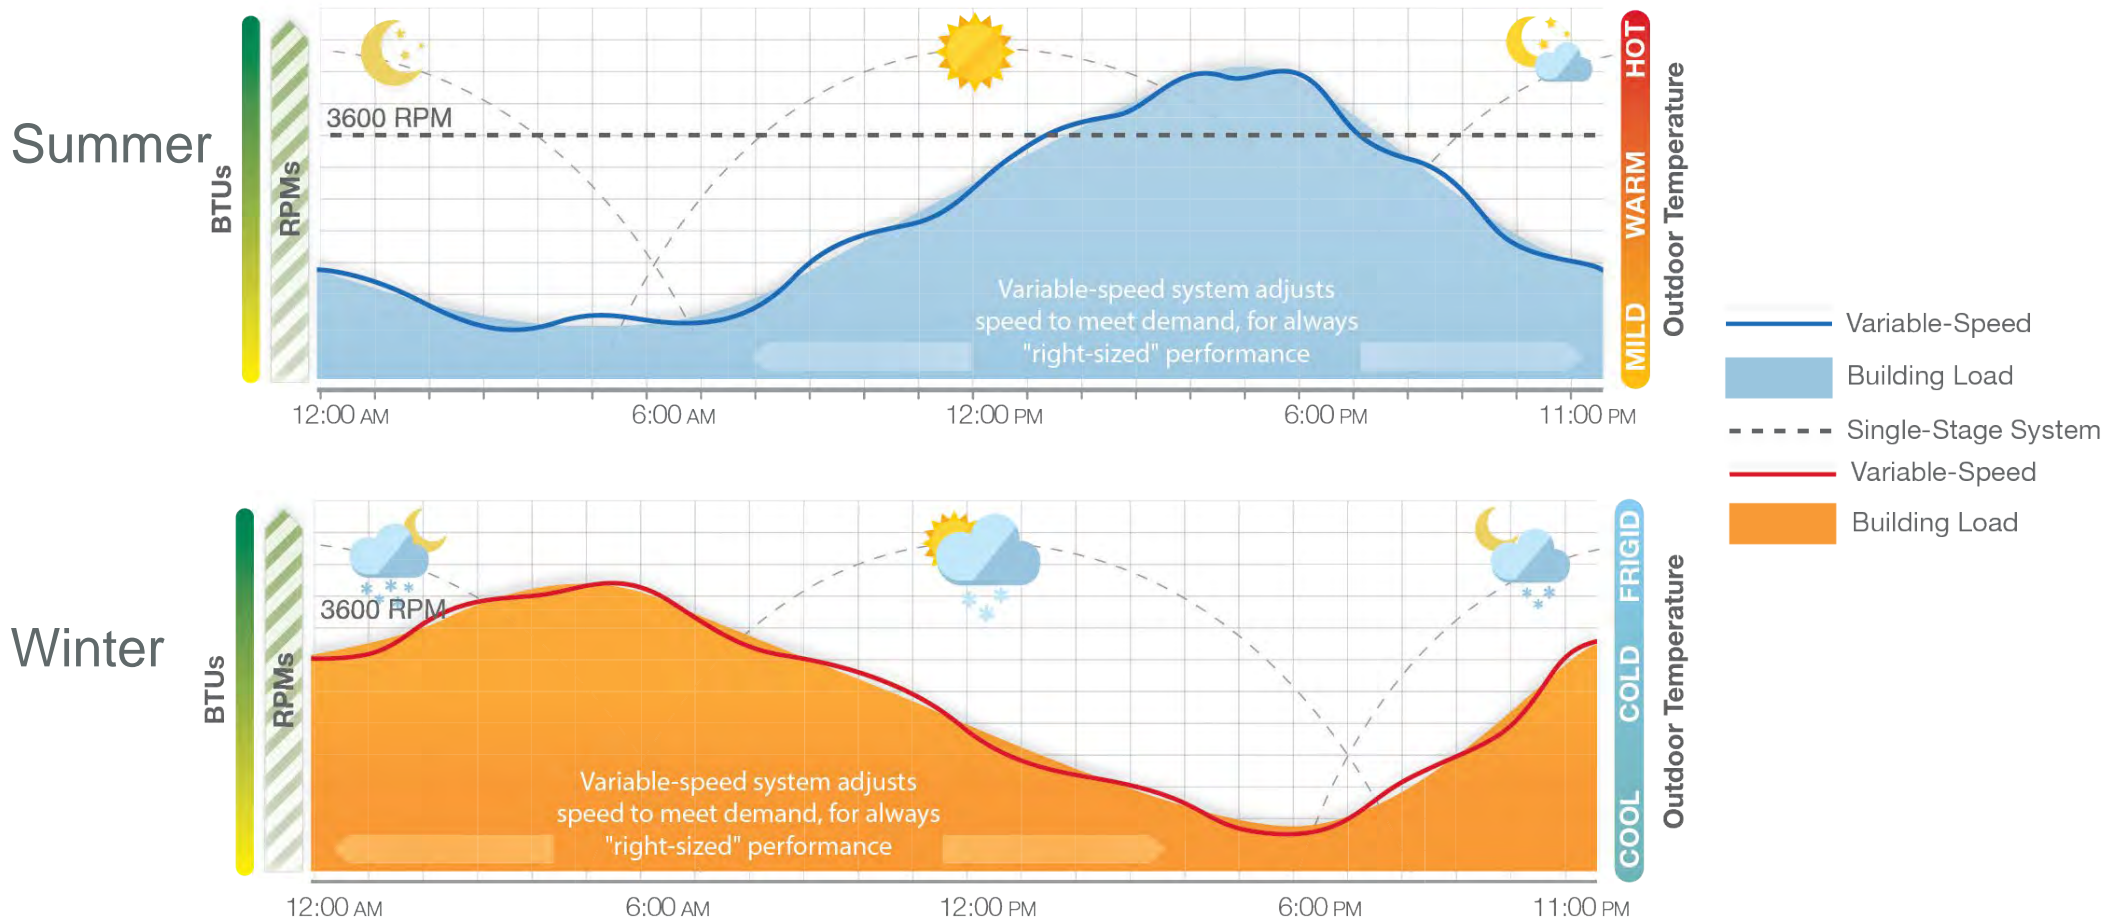 Summer
BTUs
RPMs
3600 RPM
Variable-speed system adjusts
speed to meet demand, for always
"right-sized" performance
HOT
WARM
MILD
Outdoor Temperature
12:00 AM
6:00 AM
12:00 PM
6:00 PM
11:00 PM
Variable-Speed
Building Load
Single-Stage System
Variable-Speed
Building Load
Winter
BTUs
RPMs
3600 RPM
Variable-speed system adjusts
speed to meet demand, for always
"right-sized" performance
FRIGID
COLD
COOL
Outdoor Temperature
12:00 AM
6:00 AM
12:00 PM
6:00 PM
11:00 PM